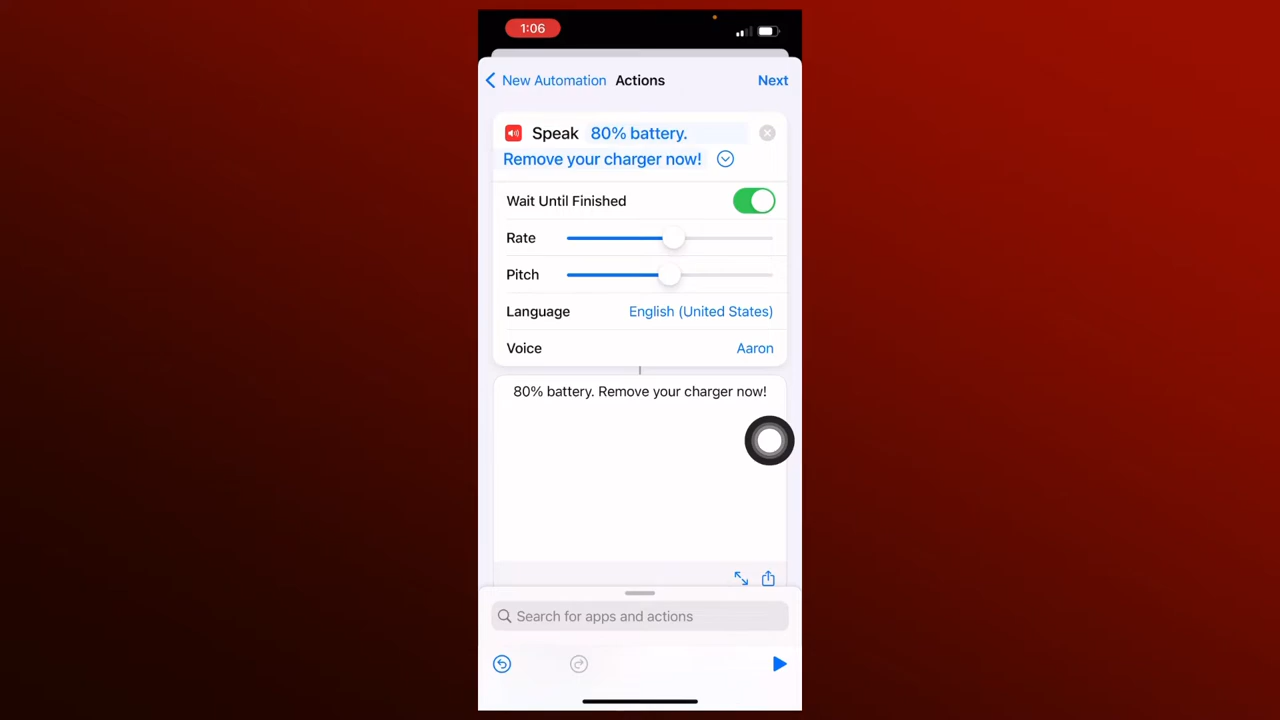 1:06
New Automation Actions Next
Speak 80% battery.
Remove your charger now!
Wait Until Finished
Rate
Pitch
Language English (United States)
Voice Aaron
80% battery. Remove your charger now!
Search for apps and actions